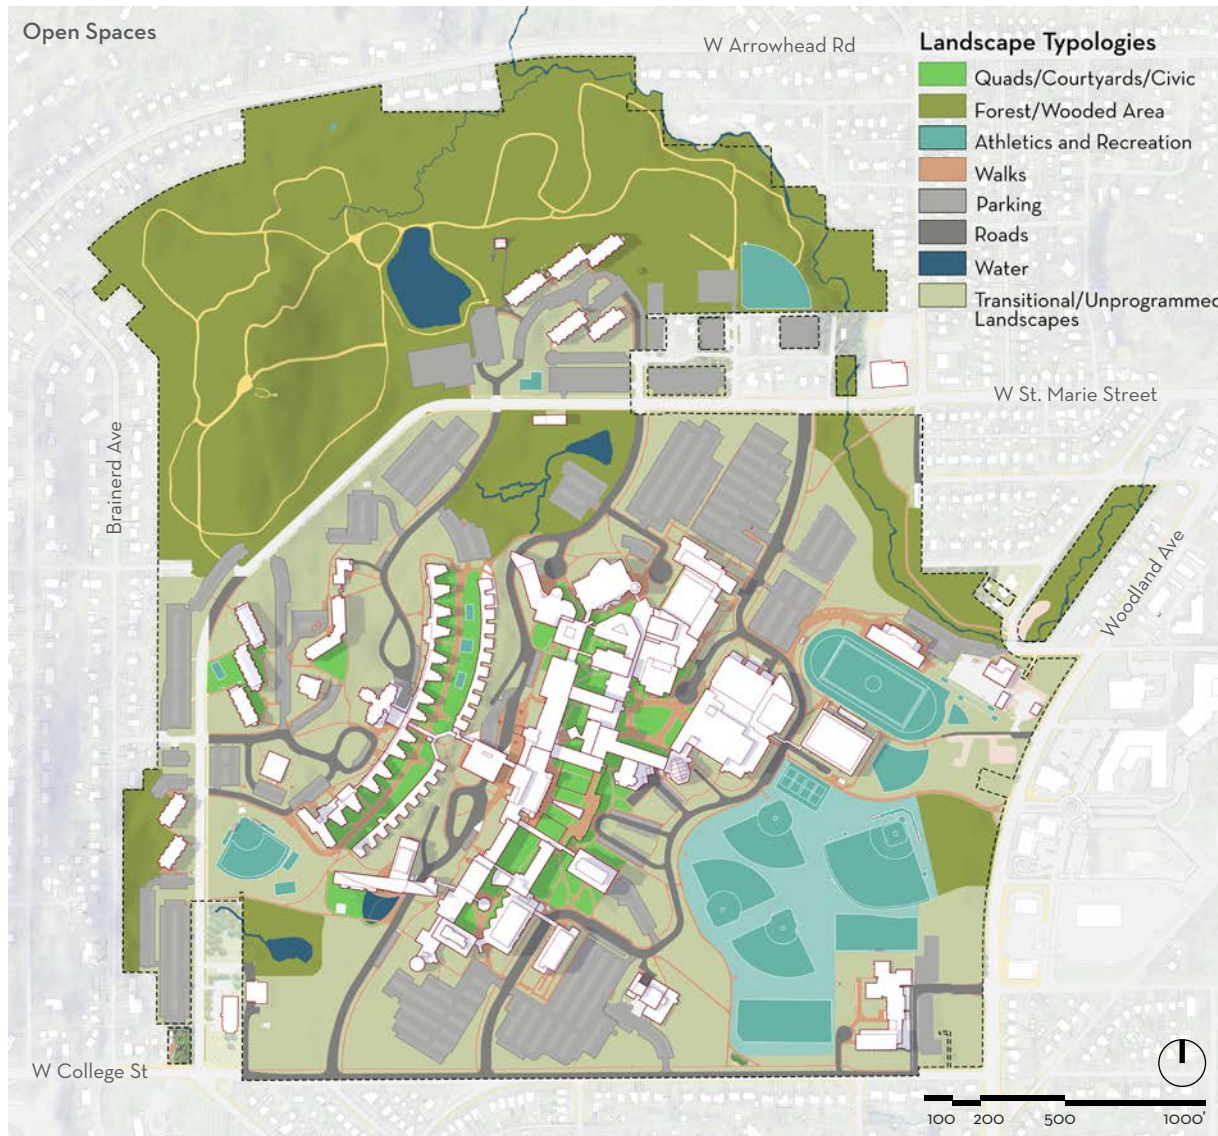 Open Spaces
W Arrowhead Rd
Landscape Typologies
Quads/Courtyards/Civic
Forest/Wooded Area
Athletics and Recreation
Walks
Parking
Roads
Water
Transitional/Unprogrammed
Landscapes
W St. Marie Street
Brainerd Ave
Woodland Ave
W College St
100 200 500 1000'